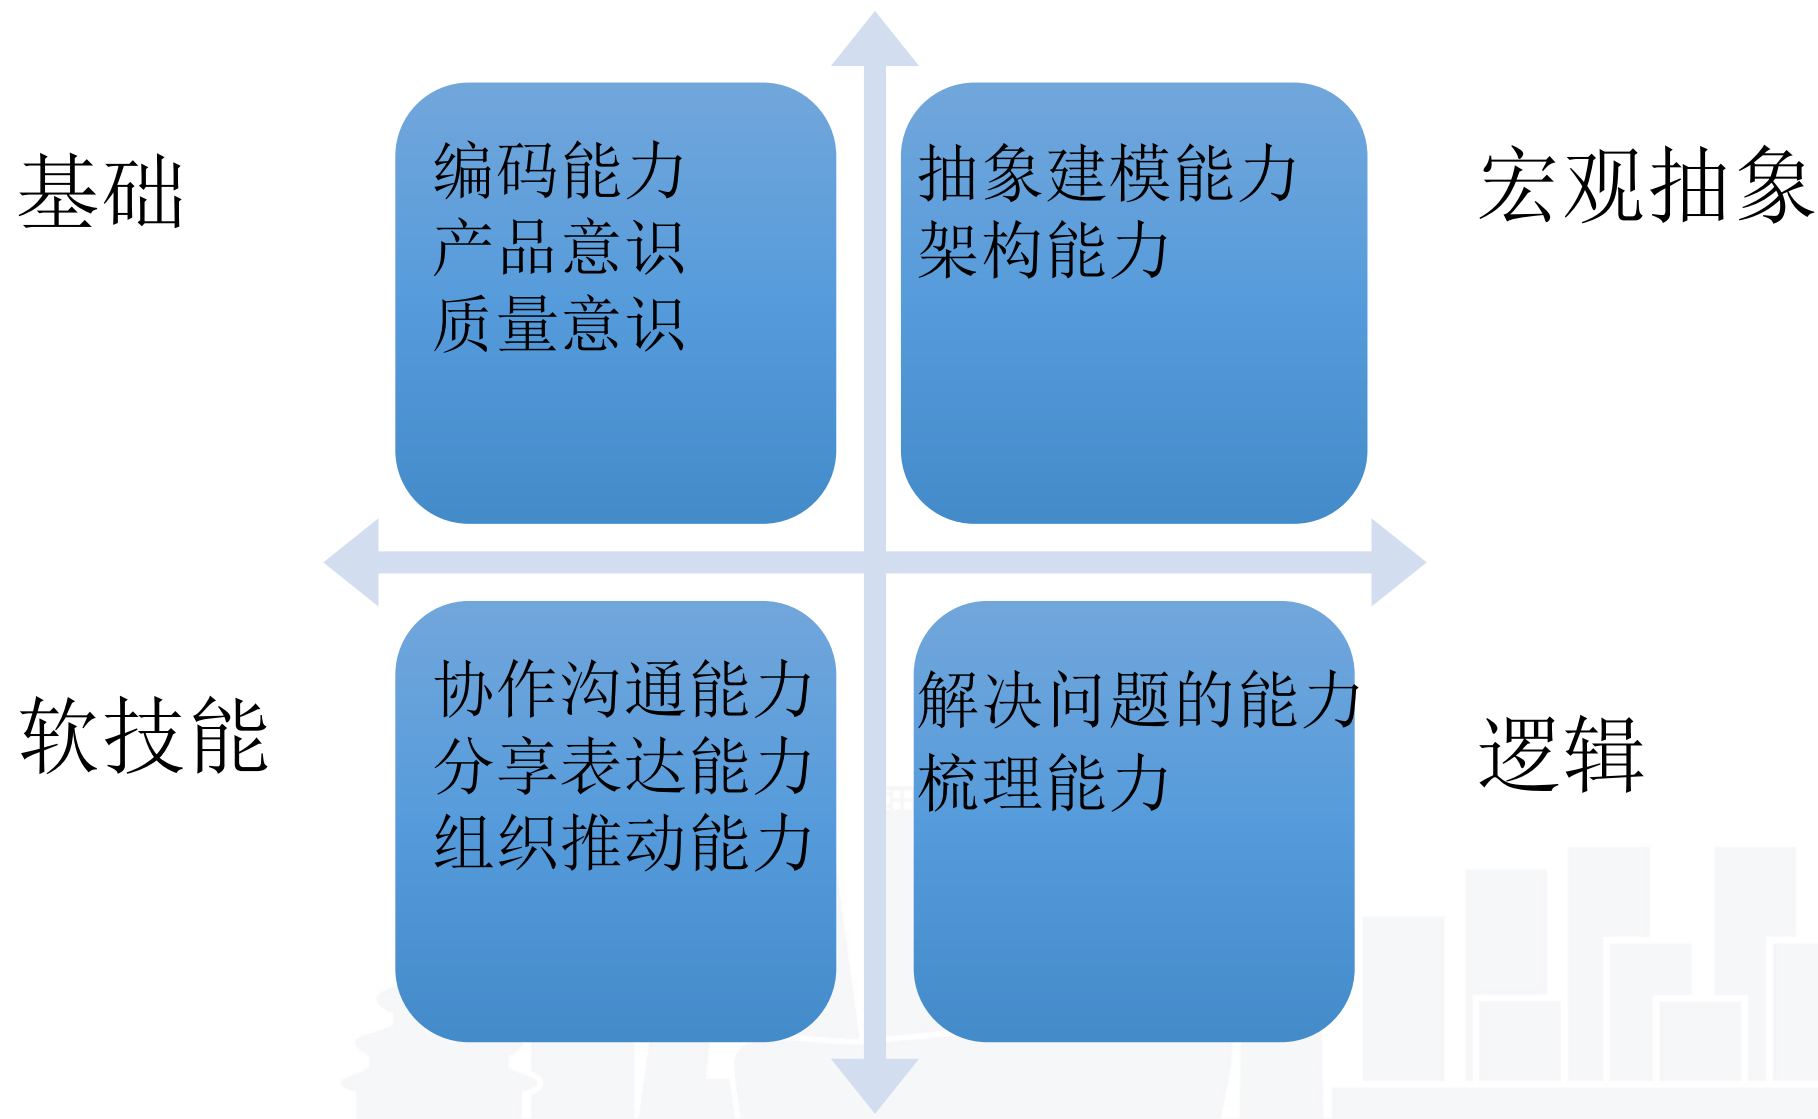 基础
编码能力
产品意识
质量意识
抽象建模能力
架构能力
宏观抽象
软技能
协作沟通能力
分享表达能力
组织推动能力
解决问题的能力
梳理能力
逻辑